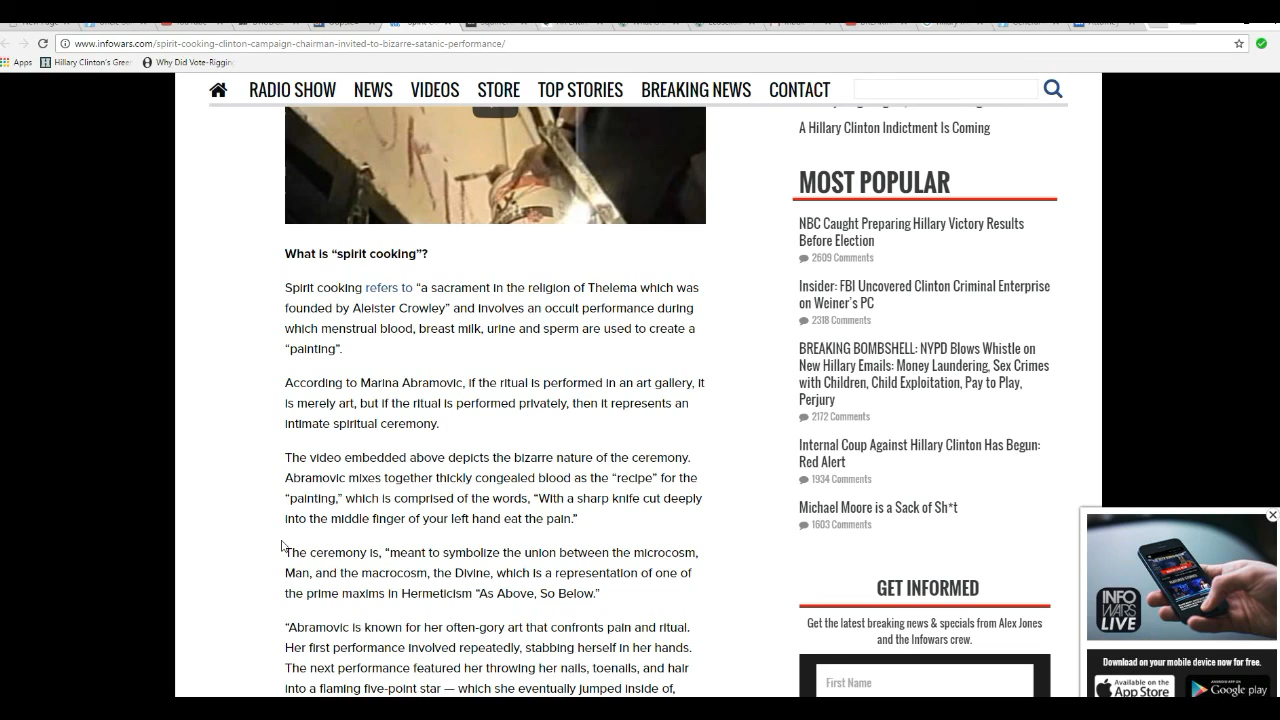 www.infowars.com/spirit-cooking-clinton-campaign-chairman-invited-to-bizarre-satanic-performance/
Apps Hillary Clinton's Gree Why Did Vote-Riggin
RADIO SHOW NEWS VIDEOS STORE TOP STORIES BREAKING NEWS CONTACT
What is “spirit cooking”?
Spirit cooking refers to “a sacrament in the religion of Thelema which was
founded by Aleister Crowley” and involves an occult performance during
which menstrual blood, breast milk, urine and sperm are used to create a
“painting”.
According to Marina Abramovic, if the ritual is performed in an art gallery, it
is merely art, but if the ritual is performed privately, then it represents an
intimate spiritual ceremony.
The video embedded above depicts the bizarre nature of the ceremony.
Abramovic mixes together thickly congealed blood as the “recipe” for the
“painting,” which is comprised of the words, “With a sharp knife cut deeply
into the middle finger of your left hand eat the pain.”
The ceremony is, “meant to symbolize the union between the microcosm,
Man, and the macrocosm, the Divine, which is a representation of one of
the prime maxims in Hermeticism “As Above, So Below.”
“Abramovic is known for her often-gory art that confronts pain and ritual.
Her first performance involved repeatedly, stabbing herself in her hands.
The next performance featured her throwing her nails, toenails, and hair
into a flaming five-point star — which she eventually jumped inside of,
A Hillary Clinton Indictment Is Coming
MOST POPULAR
NBC Caught Preparing Hillary Victory Results
Before Election
2609 Comments
Insider: FBI Uncovered Clinton Criminal Enterprise
on Weiner's PC
2318 Comments
BREAKING BOMBSHELL: NYPD Blows Whistle on
New Hillary Emails: Money Laundering, Sex Crimes
with Children, Child Exploitation, Pay to Play,
Perjury
2172 Comments
Internal Coup Against Hillary Clinton Has Begun:
Red Alert
1934 Comments
Michael Moore is a Sack of Sh*t
1603 Comments
GET INFORMED
Get the latest breaking news & specials from Alex Jones
and the Infowars crew.
First Name
INFO
WARS
LIVE
Download on your mobile device now for free.
Available on the
App Store
ANDROID APP ON
Google play